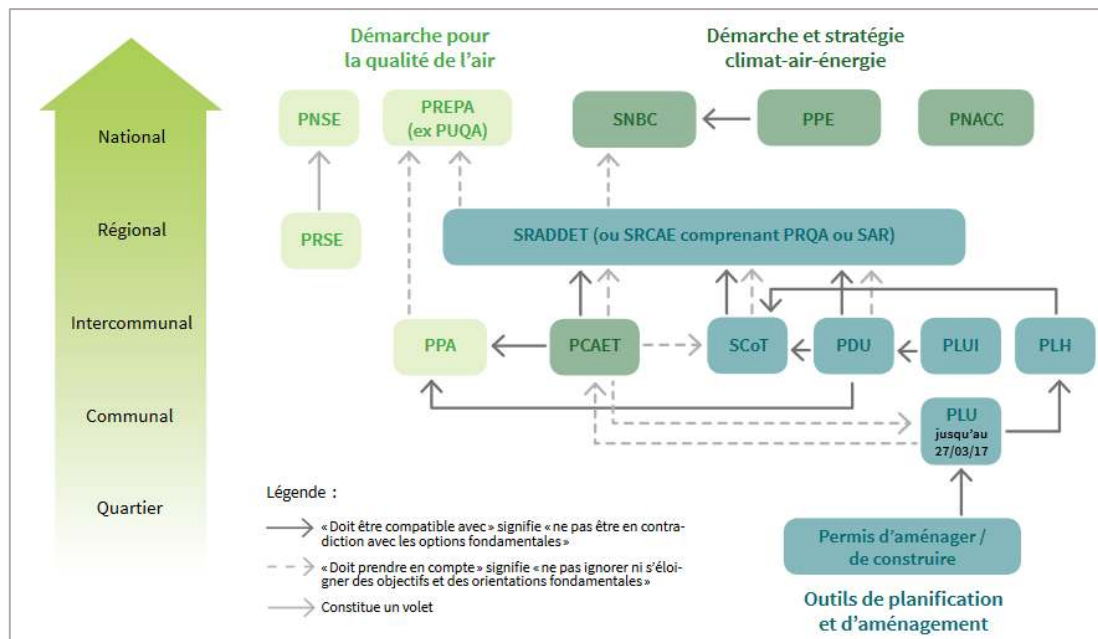 Démarche pour
la qualité de l'air
Démarche et stratégie
climat-air-énergie
National
PNSE
PREPA
(ex PUQA)
SNBC
PPE
PNACC
Régional
PRSE
SRADDET (ou SRCAE comprenant PRQA ou SAR)
Intercommunal
PPA
PCAET
SCoT
PDU
PLUI
PLH
Communal
PLU
jusqu'au
27/03/17
Quartier
Légende :
« Doit être compatible avec » signifie « ne pas être en contra-
diction avec les options fondamentales »
« Doit prendre en compte » signifie « ne pas ignorer ni s'éloi-
gner des objectifs et des orientations fondamentales »
Constitue un volet
Permis d'aménager /
de construire
Outils de planification
et d'aménagement